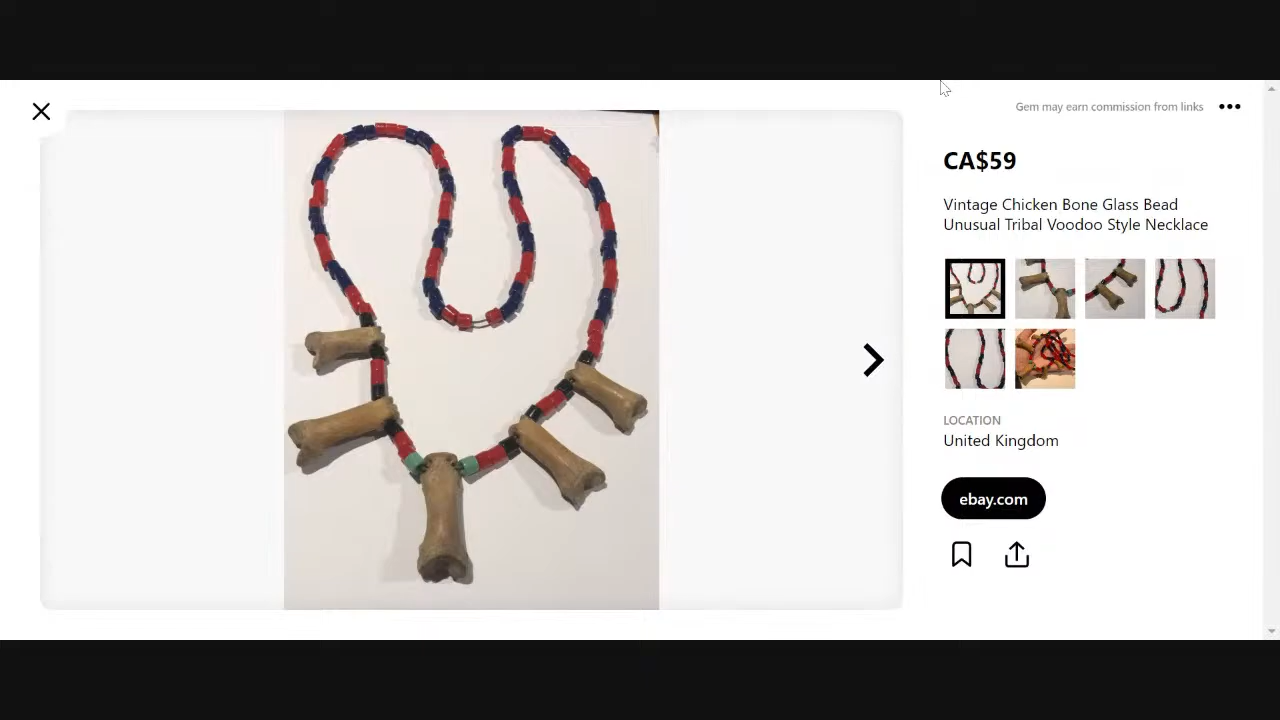 Gem may earn commission from links
CA$59
Vintage Chicken Bone Glass Bead
Unusual Tribal Voodoo Style Necklace
LOCATION
United Kingdom
ebay.com